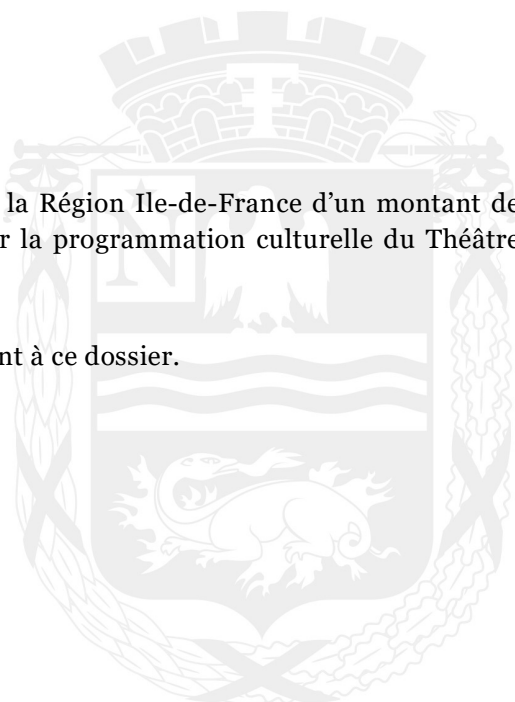 la Région Ile-de-France d’un montant de
r la programmation culturelle du Théâtre
nt à ce dossier.
N